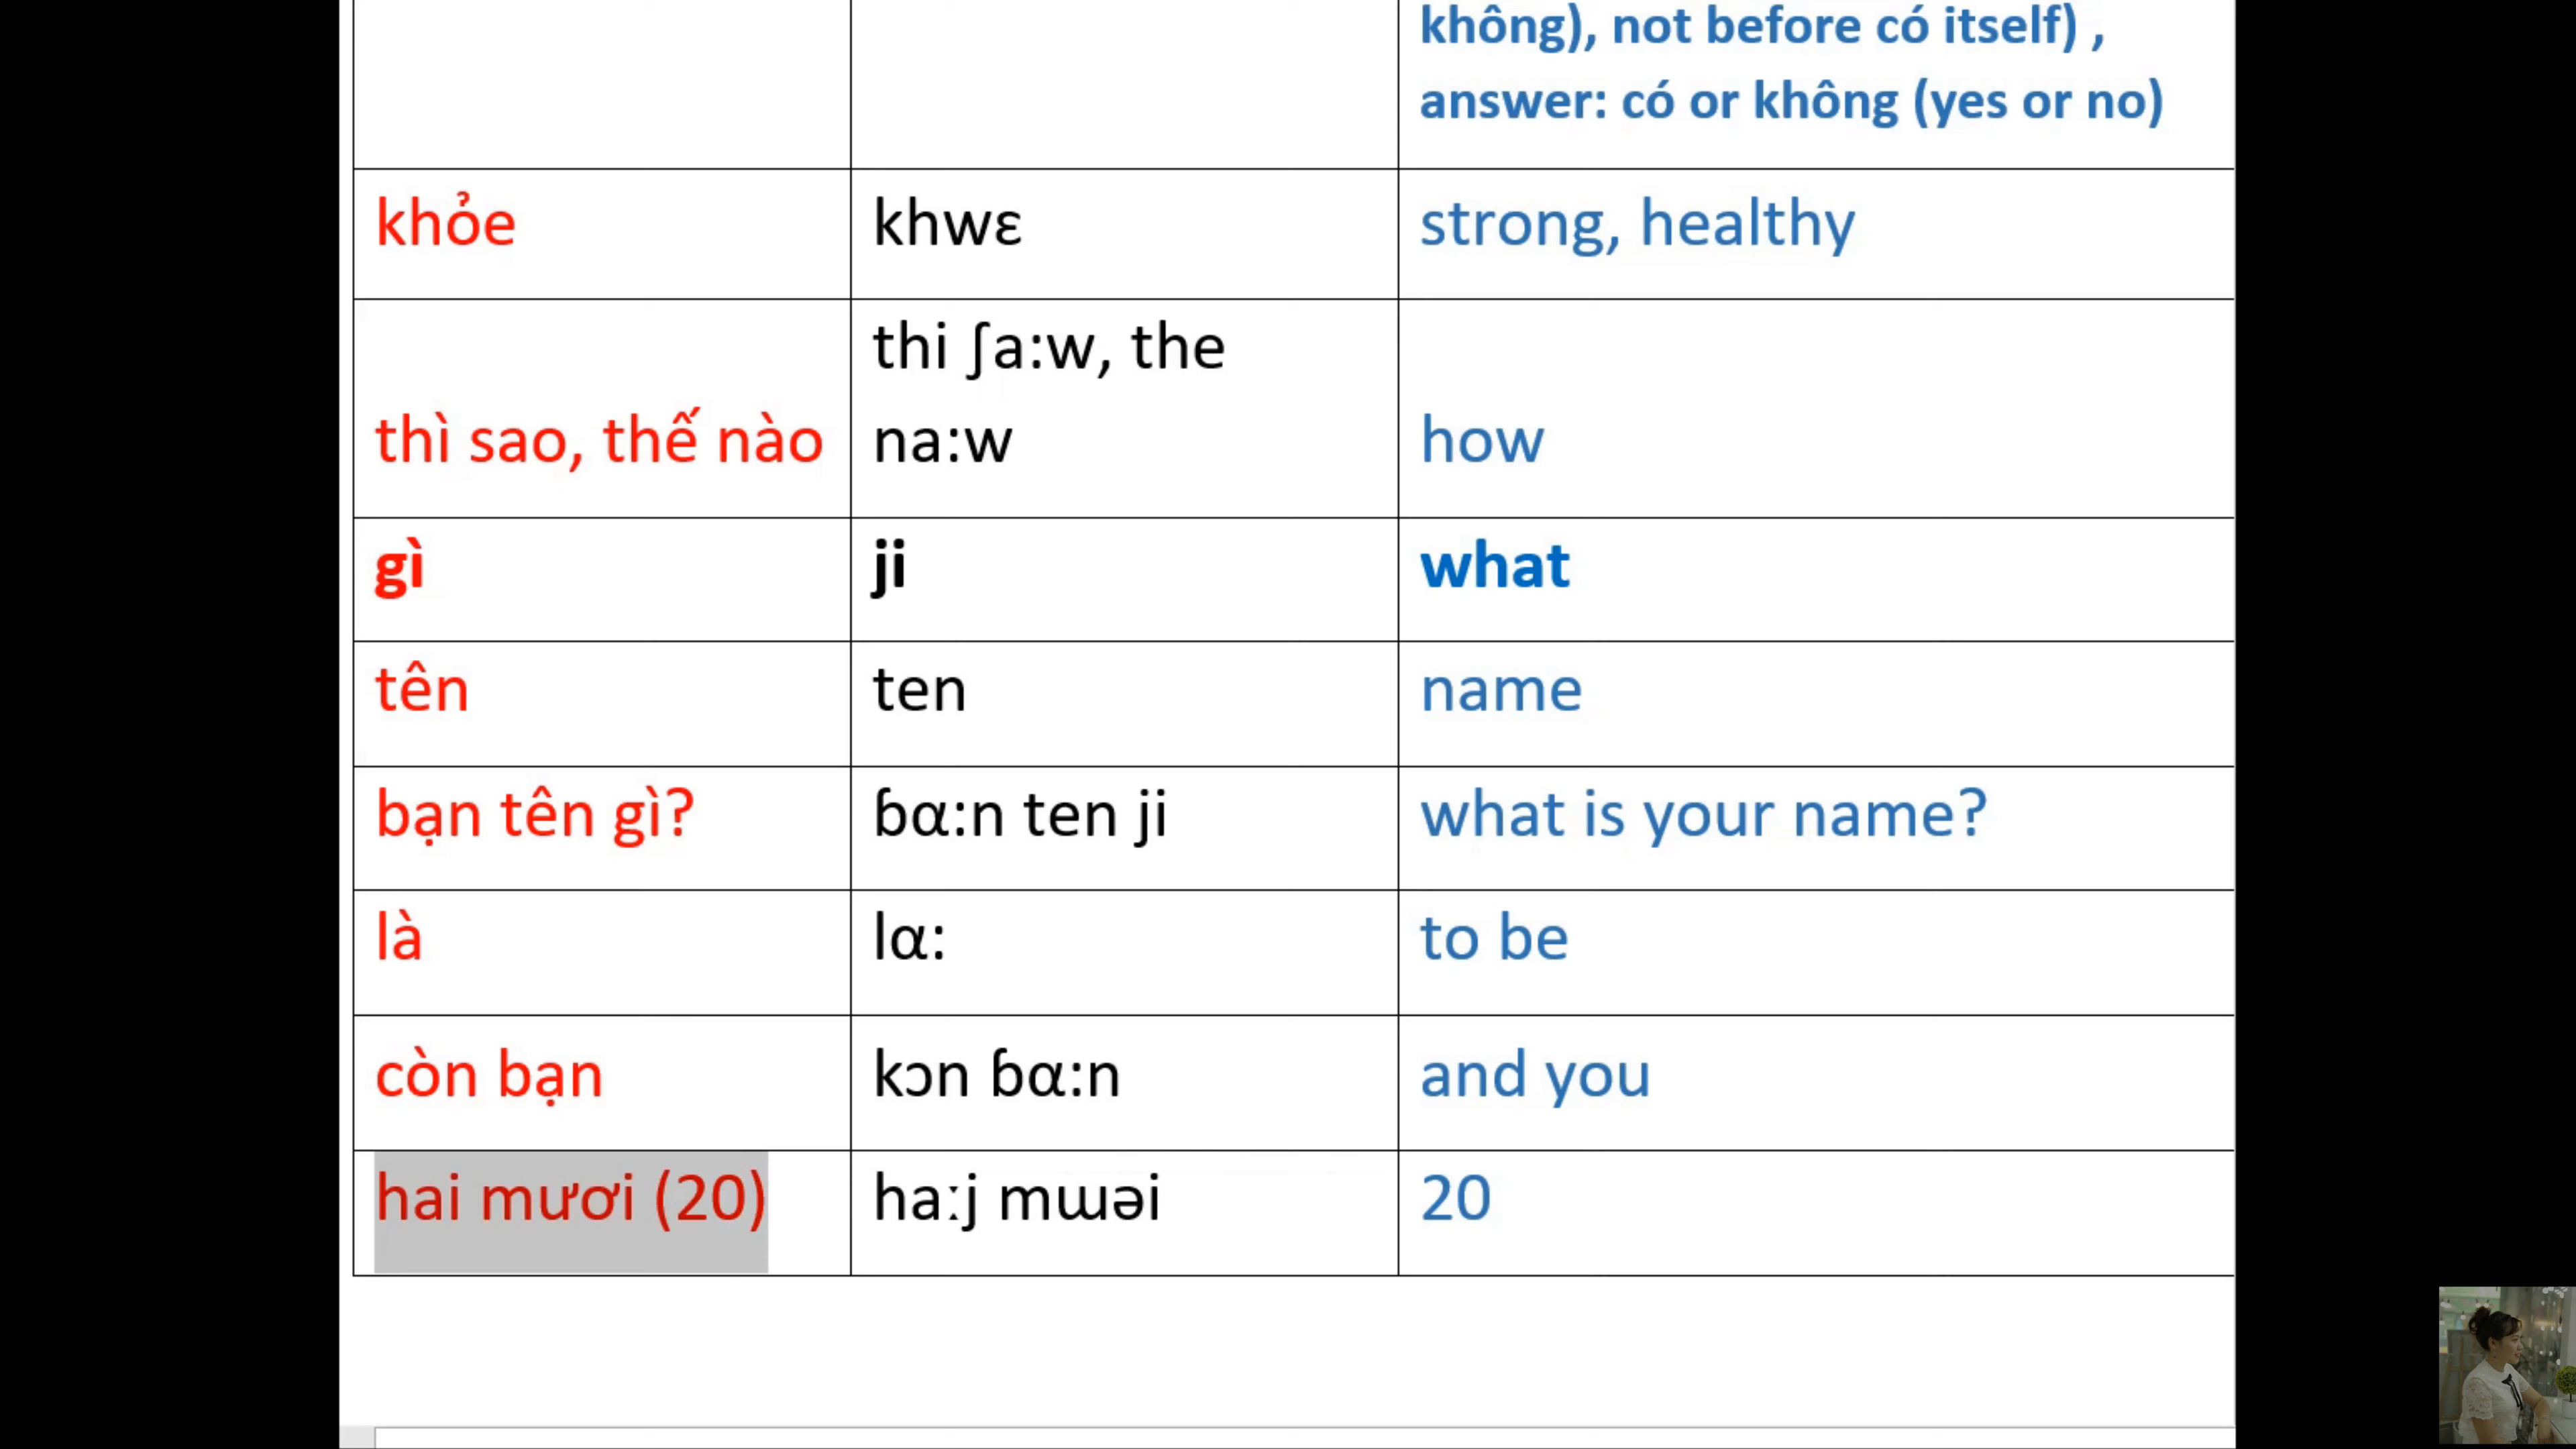 không), not before có itself) ,
answer: có or không (yes or no)
khỏe khwɛ strong, healthy
thi ʃa:w, the
thì sao, thế nào na:w how
gì ji what
tên ten name
bạn tên gì? ɓɑ:n ten ji what is your name?
là lɑ: to be
còn bạn kɔn ɓɑ:n and you
hai mươi (20) ha:j mɯəi 20